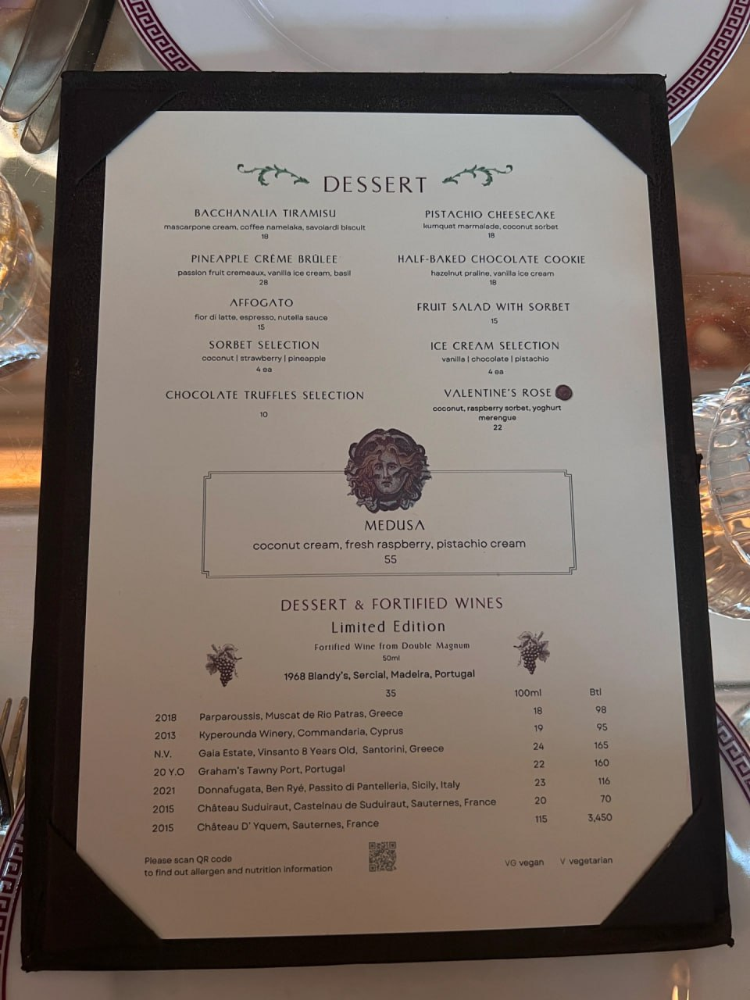 DESSERT
BACCHANALIA TIRAMISU
mascarpone cream, coffee namelaka, savoiardi biscuit
18
PISTACHIO CHEESECAKE
kumquat marmalade, coconut sorbet
18
PINEAPPLE CRÈME BRÛLEE
passion fruit cremeaux, vanilla ice cream, basil
28
HALF-BAKED CHOCOLATE COOKIE
hazelnut praline, vanilla ice cream
18
AFFOGATO
fior di latte, espresso, nutella sauce
15
FRUIT SALAD WITH SORBET
15
SORBET SELECTION
coconut | strawberry | pineapple
4 ea
ICE CREAM SELECTION
vanilla | chocolate | pistachio
4 ea
CHOCOLATE TRUFFLES SELECTION
10
VALENTINE'S ROSE
coconut, raspberry sorbet, yoghurt
merengue
22
MEDUSA
coconut cream, fresh raspberry, pistachio cream
55
DESSERT & FORTIFIED WINES
Limited Edition
Fortified Wine from Double Magnum
50ml
1968 Blandy's, Sercial, Madeira, Portugal
35
100ml Btl
2018 Parparoussis, Muscat de Rio Patras, Greece 18 98
2013 Kyperounda Winery, Commandaria, Cyprus 19 95
N.V. Gaia Estate, Vinsanto 8 Years Old, Santorini, Greece 24 165
20 Y.O Graham's Tawny Port, Portugal 22 160
2021 Donnafugata, Ben Ryé, Passito di Pantelleria, Sicily, Italy 23 116
2015 Château Suduiraut, Castelnau de Suduiraut, Sauternes, France 20 70
2015 Château D' Yquem, Sauternes, France 115 3,450
Please scan QR code
to find out allergen and nutrition information
VG vegan V vegetarian